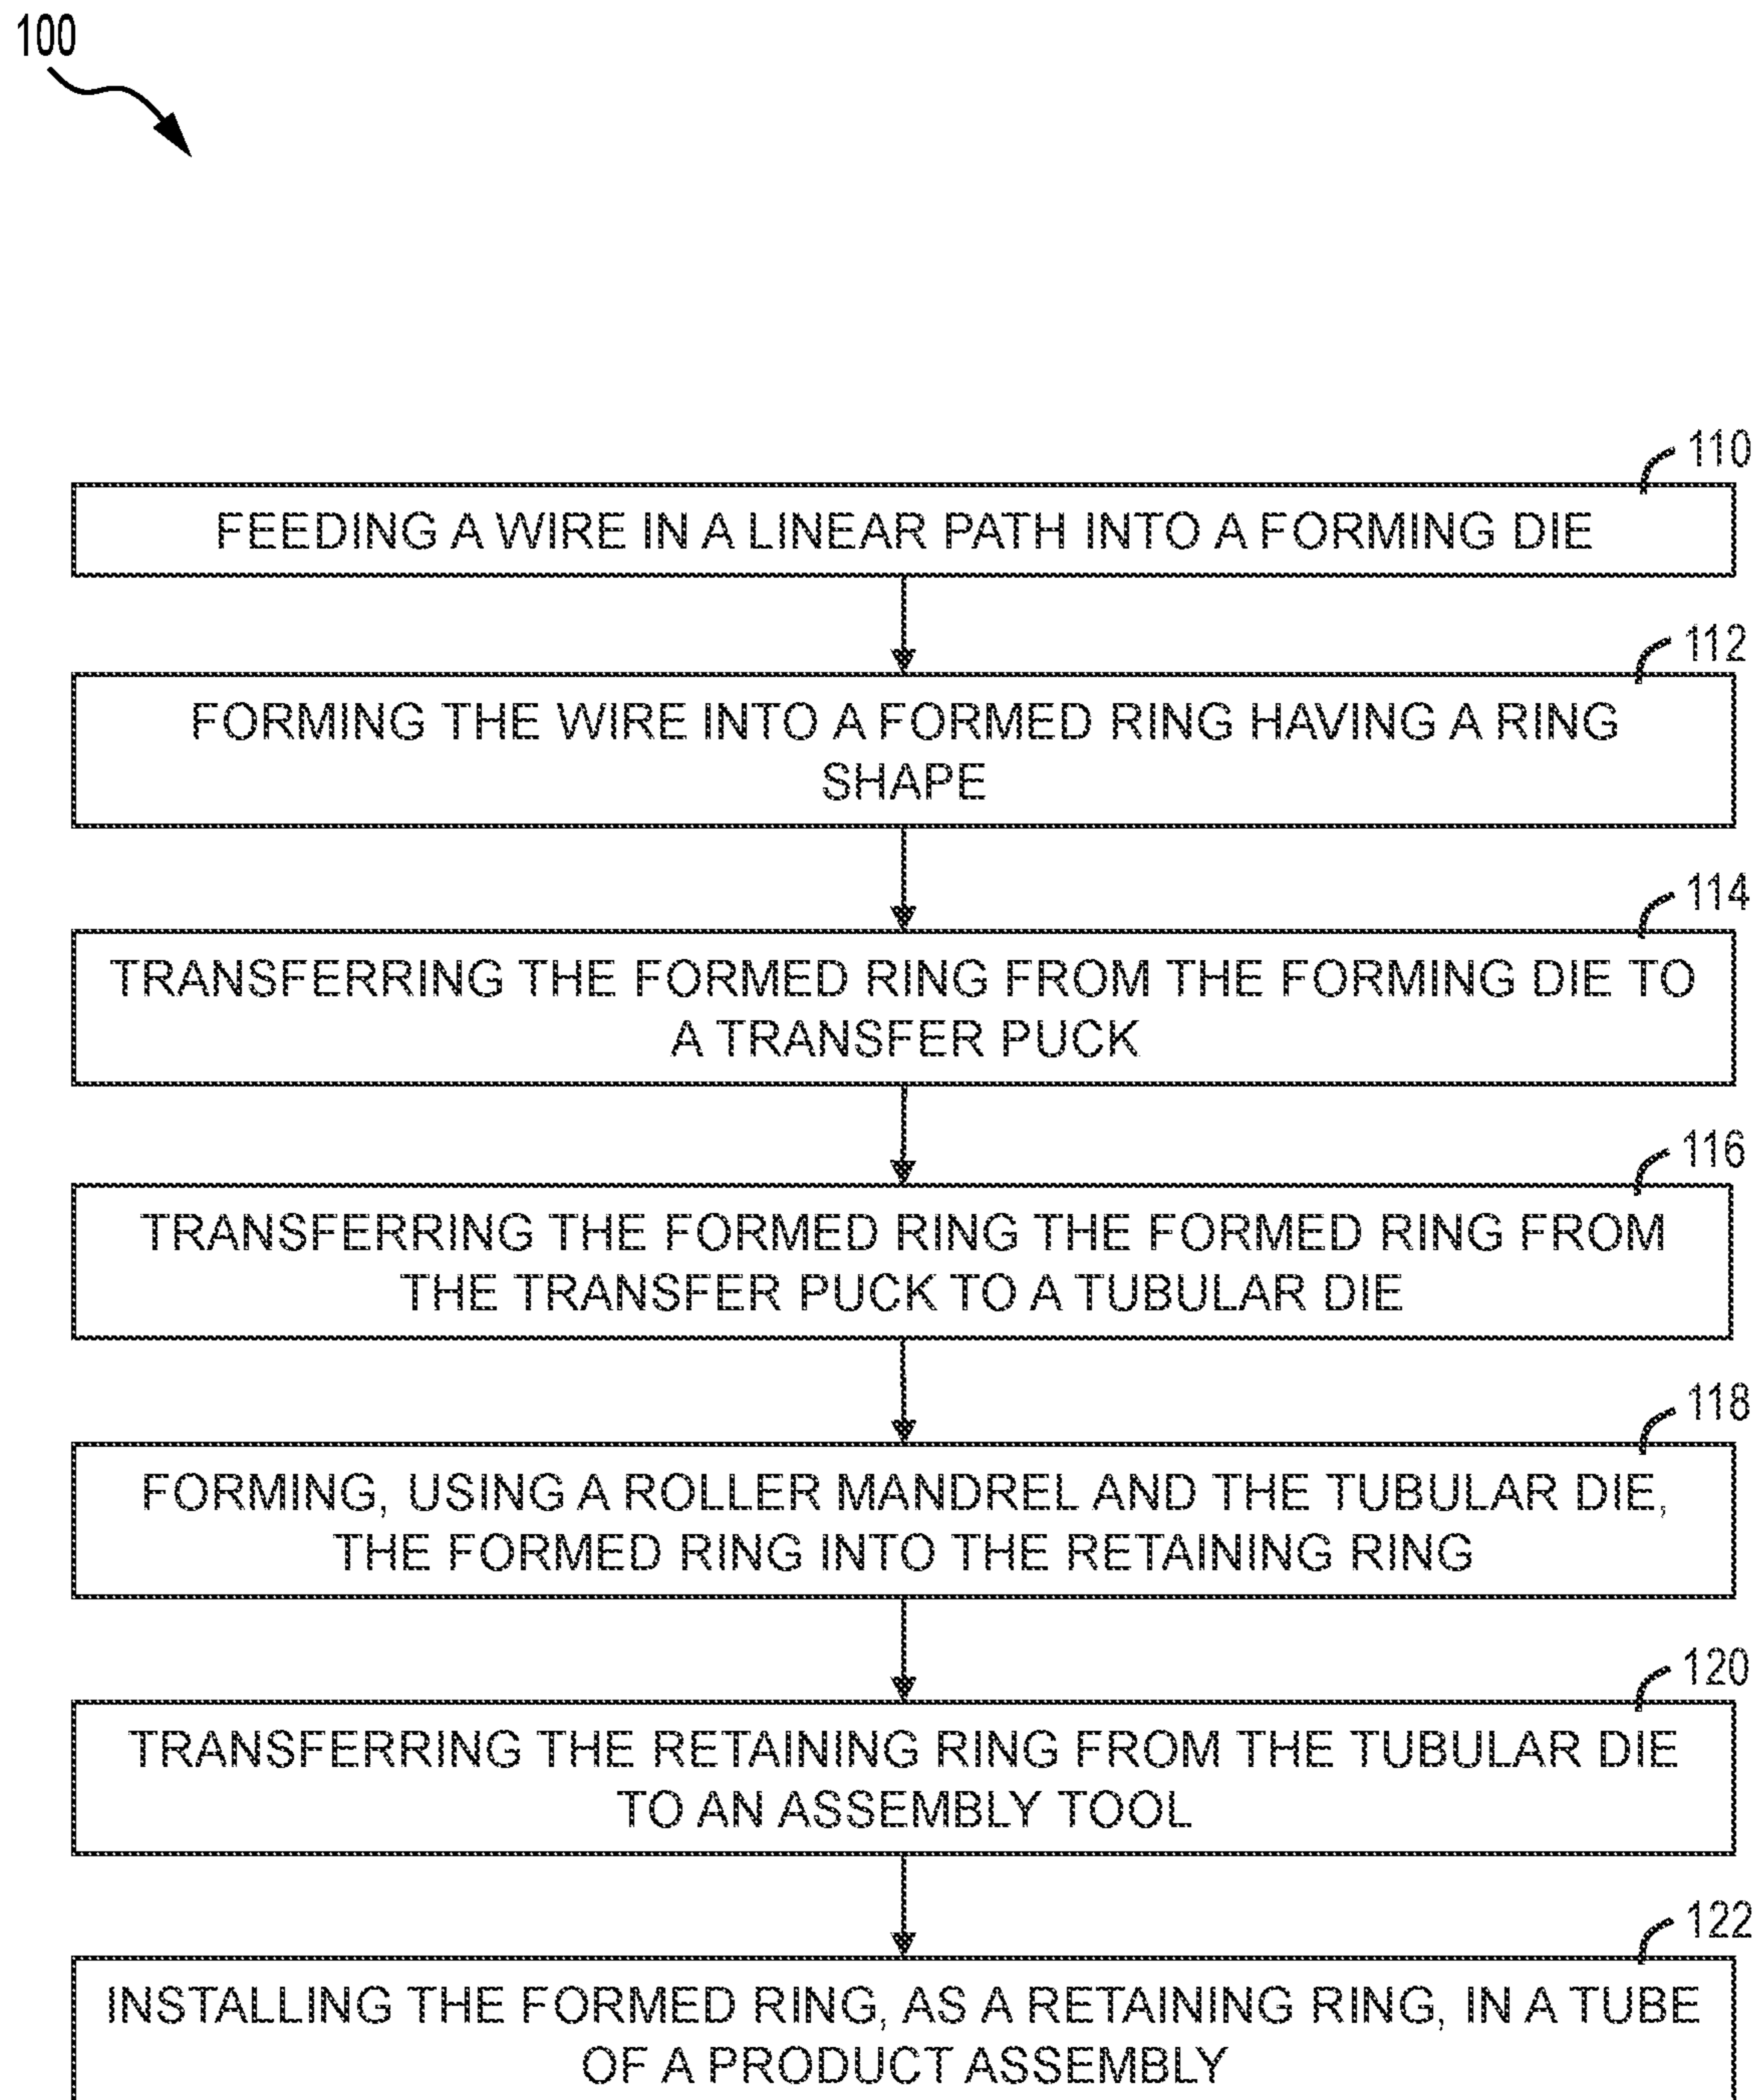 100
110
FEEDING A WIRE IN A LINEAR PATH INTO A FORMING DIE
112
FORMING THE WIRE INTO A FORMED RING HAVING A RING
SHAPE
114
TRANSFERRING THE FORMED RING FROM THE FORMING DIE TO
A TRANSFER PUCK
116
TRANSFERRING THE FORMED RING THE FORMED RING FROM
THE TRANSFER PUCK TO A TUBULAR DIE
118
FORMING, USING A ROLLER MANDREL AND THE TUBULAR DIE,
THE FORMED RING INTO THE RETAINING RING
120
TRANSFERRING THE RETAINING RING FROM THE TUBULAR DIE
TO AN ASSEMBLY TOOL
122
INSTALLING THE FORMED RING, AS A RETAINING RING, IN A TUBE
OF A PRODUCT ASSEMBLY